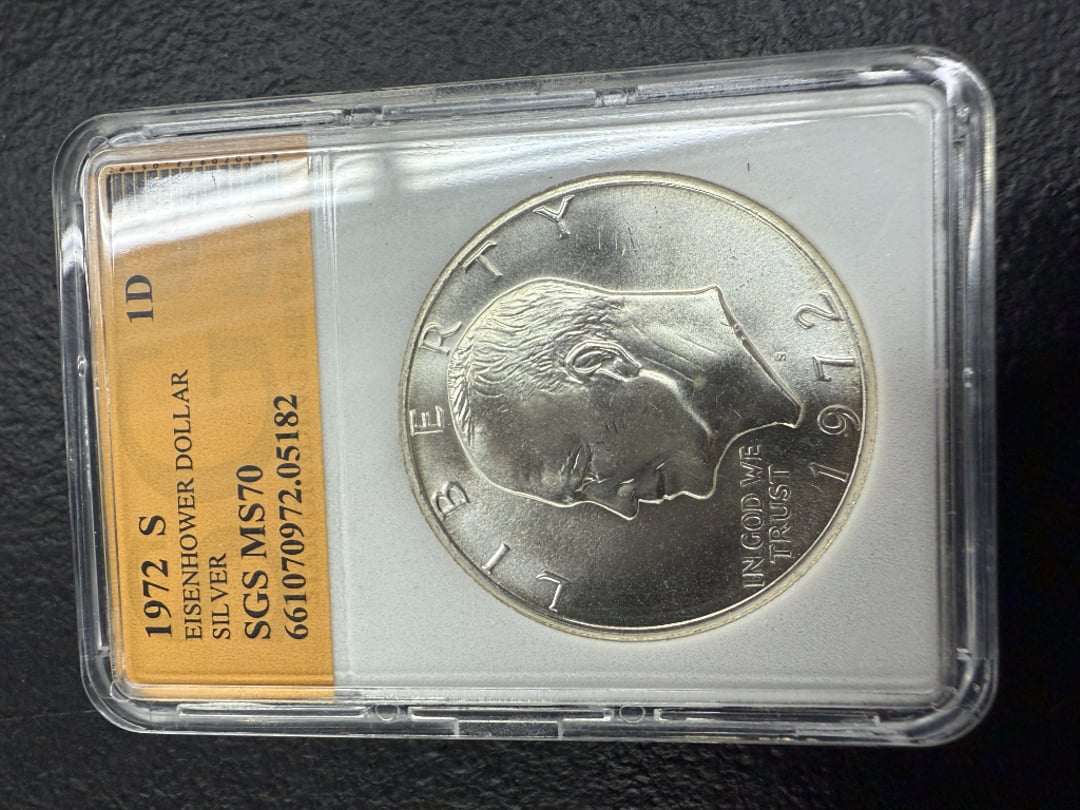 1972 S 1D
EISENHOWER DOLLAR
SILVER
SGS MS70
661070972.05182
LIBERTY
IN GOD WE
TRUST
S
1972